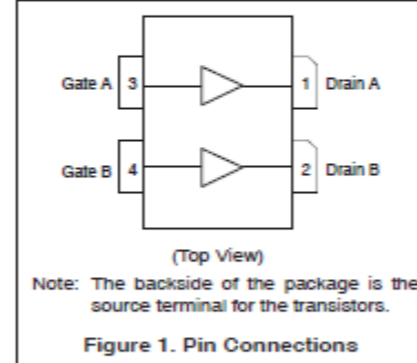 Gate A 3 1 Drain A
Gate B 4 2 Drain B
(Top View)
Note: The backside of the package is the
source terminal for the transistors.
Figure 1. Pin Connections